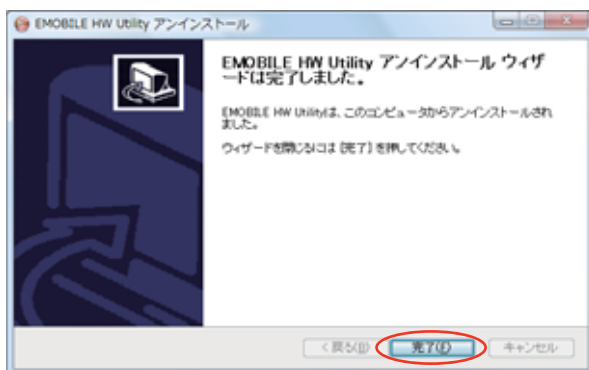 EMOBILE HW Utility アンインストール
EMOBILE HW Utility アンインストール ウィザ
ードは完了しました。
EMOBILE HW Utilityは、このコンピュータからアンインストールされ
ました。
ウィザードを閉じるには [完了] を押してください。
< 戻る(B)
完了(F)
キャンセル